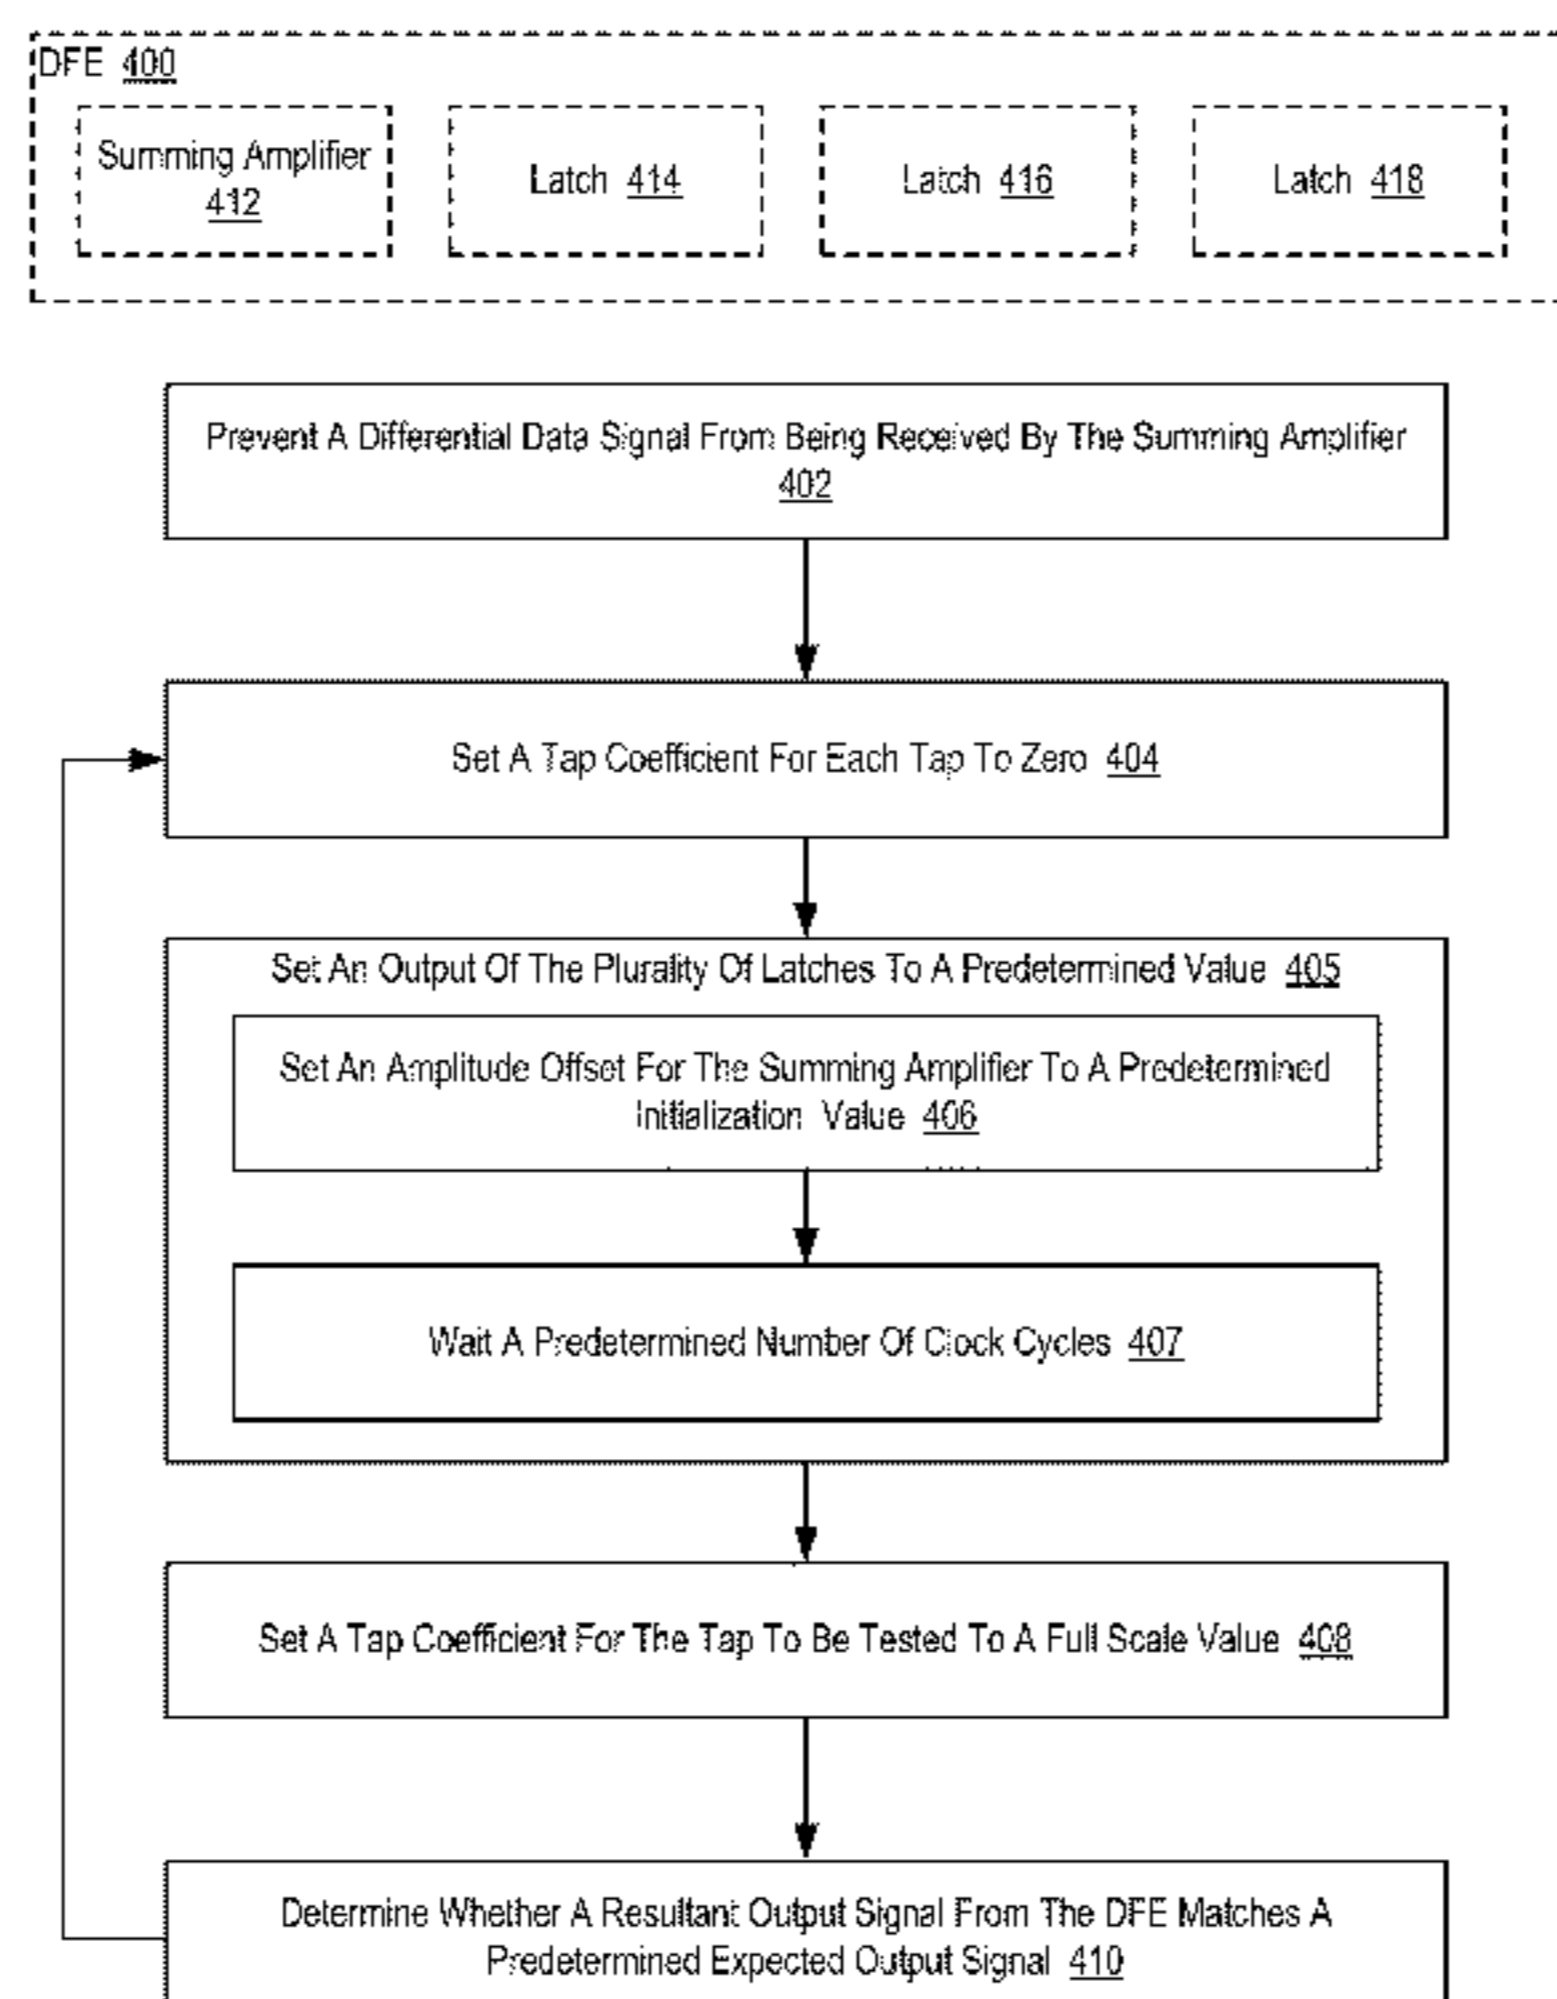 DFE 400
Summing Amplifier
412
Latch 414
Latch 416
Latch 418
Prevent A Differential Data Signal From Being Received By The Summing Amplifier
402
Set A Tap Coefficient For Each Tap To Zero 404
Set An Output Of The Plurality Of Latches To A Predetermined Value 405
Set An Amplitude Offset For The Summing Amplifier To A Predetermined
Initialization Value 406
Wait A Predetermined Number Of Clock Cycles 407
Set A Tap Coefficient For The Tap To Be Tested To A Full Scale Value 408
Determine Whether A Resultant Output Signal From The DFE Matches A
Predetermined Expected Output Signal 410